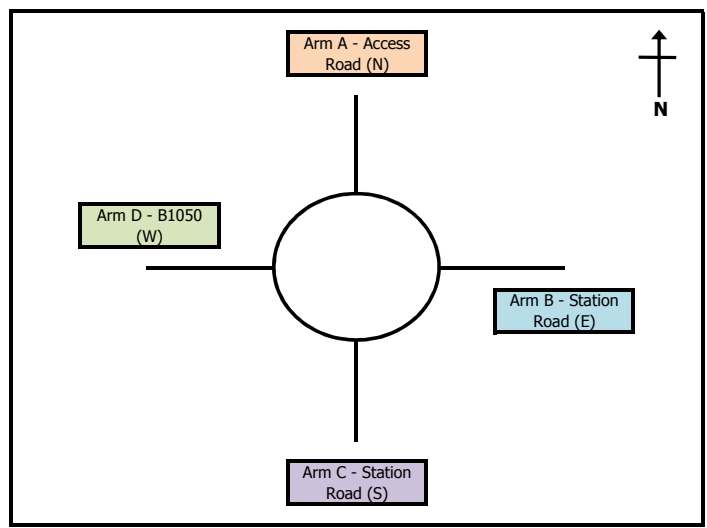 Arm A - Access
Road (N)
N
Arm D - B1050
(W)
Arm B - Station
Road (E)
Arm C - Station
Road (S)